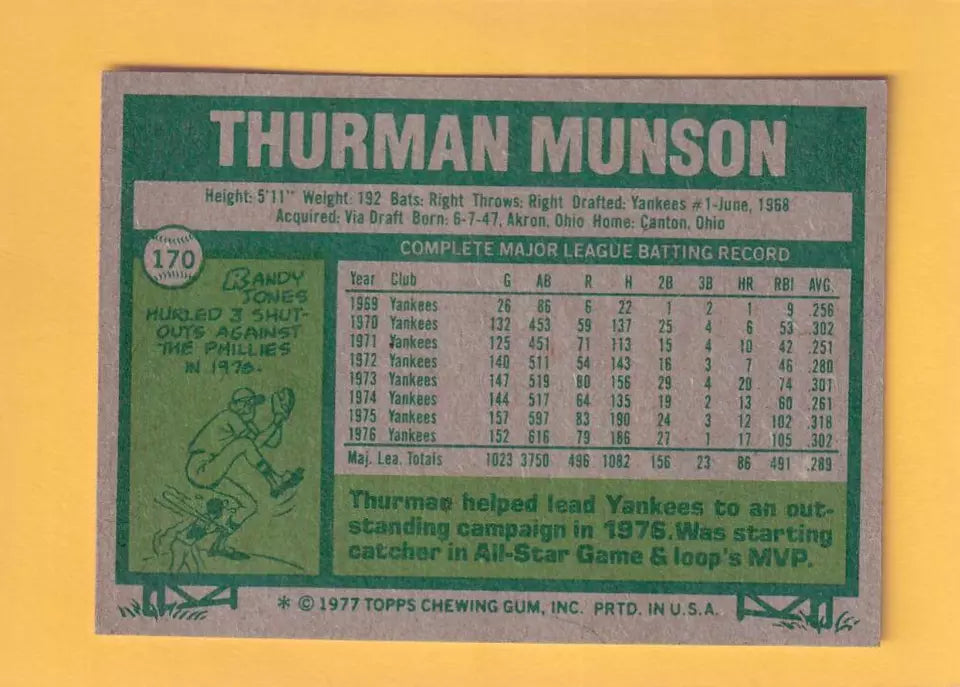 THURMAN MUNSON
Height: 5'11" Weight: 192 Bats: Right Throws: Right Drafted: Yankees #1-June, 1968
Acquired: Via Draft Born: 6-7-47, Akron, Ohio Home: Canton, Ohio
170
RANDY
JONES
HURLED 3 SHUT-
OUTS AGAINST
THE PHILLIES
IN 1976.
COMPLETE MAJOR LEAGUE BATTING RECORD
Year Club G AB R H 2B 3B HR RBI AVG.
1969 Yankees 26 86 6 22 1 2 1 9 .256
1970 Yankees 132 453 59 137 25 4 6 53 .302
1971 Yankees 125 451 71 113 15 4 10 42 .251
1972 Yankees 140 511 54 143 16 3 7 46 .280
1973 Yankees 147 519 80 156 29 4 20 74 .301
1974 Yankees 144 517 64 135 19 2 13 60 .261
1975 Yankees 157 597 83 190 24 3 12 102 .318
1976 Yankees 152 616 79 186 27 1 17 105 .302
Maj. Lea. Totals 1023 3750 496 1082 156 23 86 491 .289
Thurman helped lead Yankees to an out-
standing campaign in 1976. Was starting
catcher in All-Star Game & loop's MVP.
* © 1977 TOPPS CHEWING GUM, INC. PRTD. IN U.S.A.